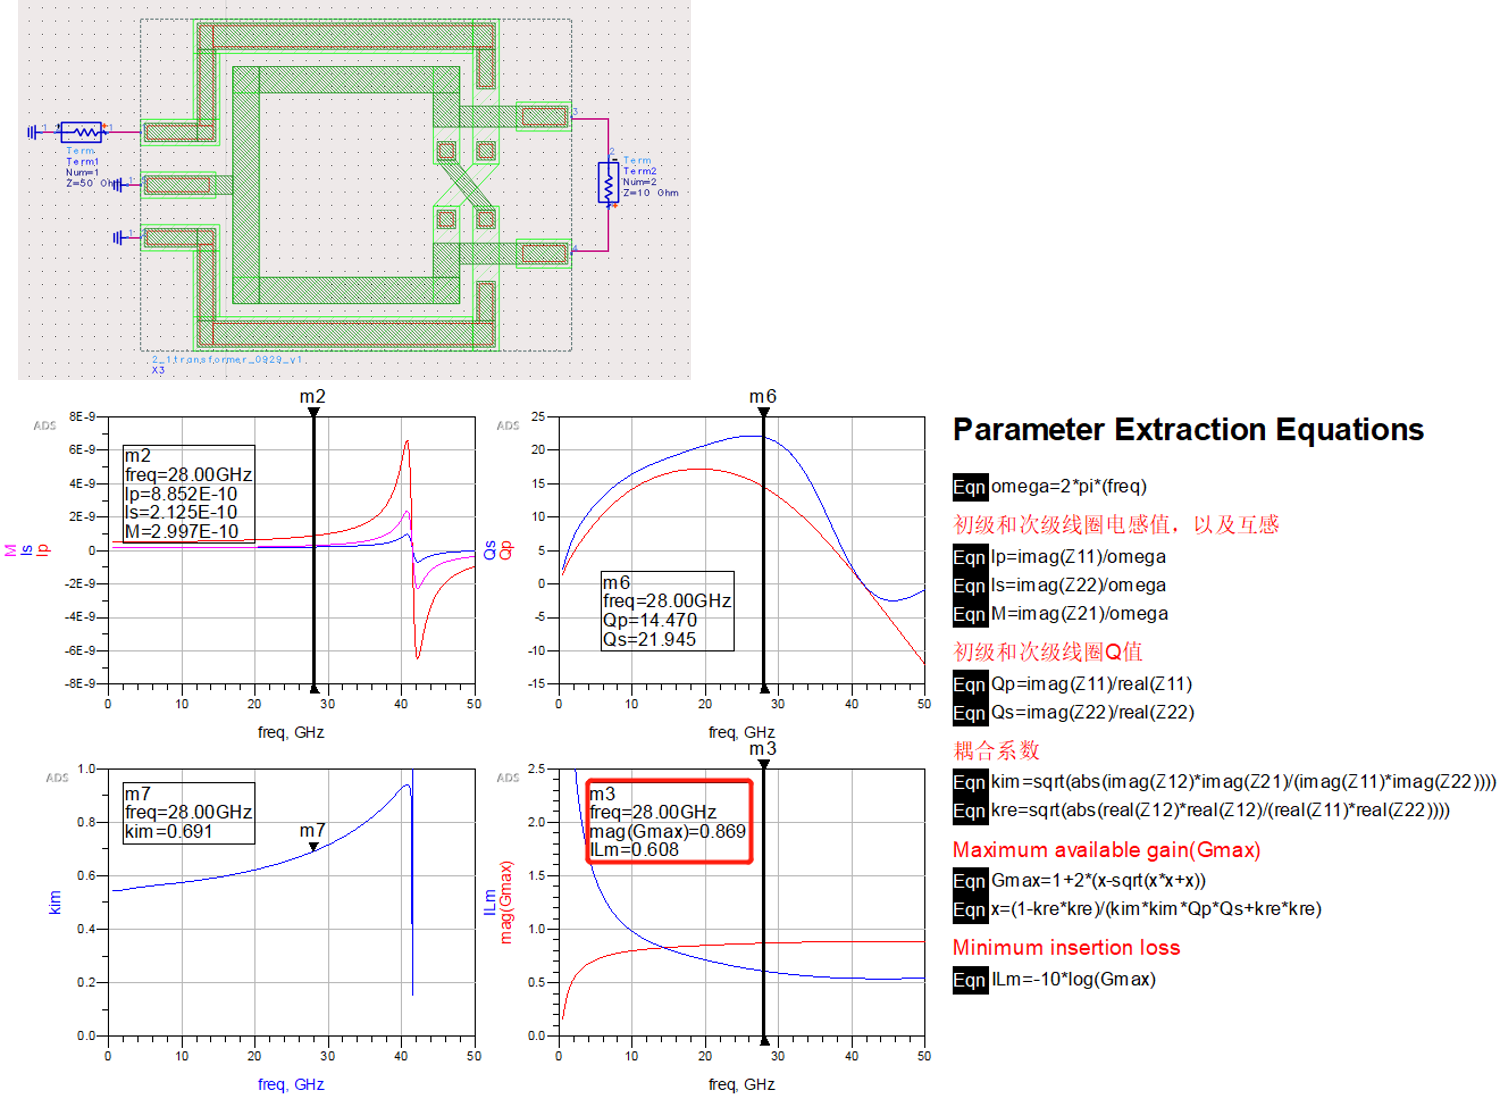 1
1
Term
Term1
Num=1
Z=50 Ohm
1
1
3
4
2
Term
Term2
Num=2
Z=10 Ohm
2_1transformer_0929_v1
X3
m2
ADS
8E-9
6E-9
4E-9
2E-9
0
-2E-9
-4E-9
-6E-9
-8E-9
m2
freq=28.00GHz
lp=8.852E-10
ls=2.125E-10
M=2.997E-10
M
ls
lp
0
10
20
30
40
50
freq, GHz
m6
ADS
25
20
15
10
5
0
-5
-10
-15
Qs
Qp
m6
freq=28.00GHz
Qp=14.470
Qs=21.945
0
10
20
30
40
50
freq, GHz
ADS
1.0
0.8
0.6
0.4
0.2
0.0
kim
m7
freq=28.00GHz
kim=0.691
m7
0
10
20
30
40
50
freq, GHz
m3
ADS
2.5
2.0
1.5
1.0
0.5
0.0
ILm
mag(Gmax)
m3
freq=28.00GHz
mag(Gmax)=0.869
ILm=0.608
0
10
20
30
40
50
freq, GHz
Parameter Extraction Equations
Eqn omega=2*pi*(freq)
初级和次级线圈电感值，以及互感
Eqn lp=imag(Z11)/omega
Eqn ls=imag(Z22)/omega
Eqn M=imag(Z21)/omega
初级和次级线圈Q值
Eqn Qp=imag(Z11)/real(Z11)
Eqn Qs=imag(Z22)/real(Z22)
耦合系数
Eqn kim=sqrt(abs(imag(Z12)*imag(Z21)/(imag(Z11)*imag(Z22))))
Eqn kre=sqrt(abs(real(Z12)*real(Z12)/(real(Z11)*real(Z22))))
Maximum available gain(Gmax)
Eqn Gmax=1+2*(x-sqrt(x*x+x))
Eqn x=(1-kre*kre)/(kim*kim*Qp*Qs+kre*kre)
Minimum insertion loss
Eqn ILm=-10*log(Gmax)